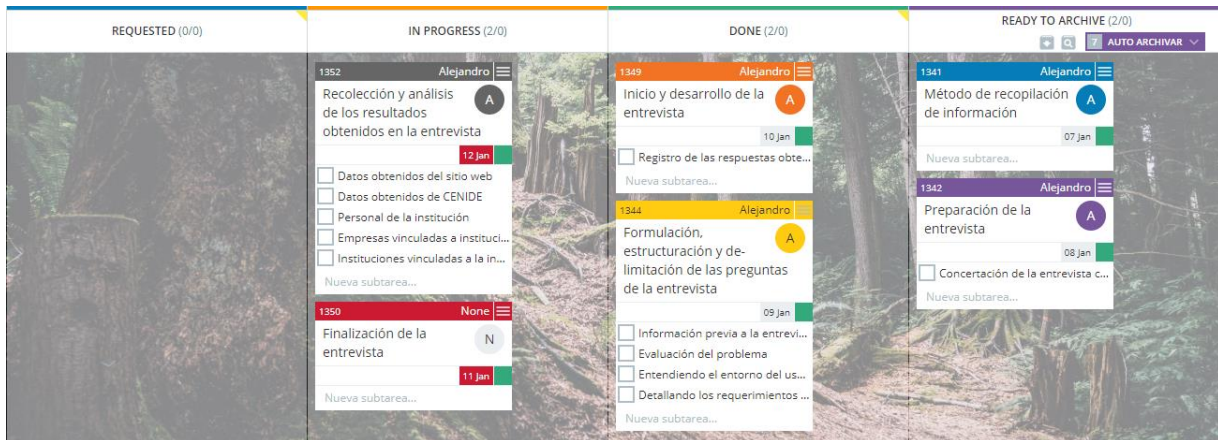 REQUESTED (0/0)
IN PROGRESS (2/0)
DONE (2/0)
READY TO ARCHIVE (2/0)
7 AUTO ARCHIVAR
1352 Alejandro
Recolección y análisis
de los resultados
obtenidos en la entrevista
A
12 Jan
Datos obtenidos del sitio web
Datos obtenidos de CENIDE
Personal de la institución
Empresas vinculadas a instituci...
Instituciones vinculadas a la in...
Nueva subtarea...
1350 None
Finalización de la
entrevista
N
11 Jan
Nueva subtarea...
1349 Alejandro
Inicio y desarrollo de la
entrevista
A
10 Jan
Registro de las respuestas obte...
Nueva subtarea...
1344 Alejandro
Formulación,
estructuración y de-
limitación de las preguntas
de la entrevista
A
09 Jan
Información previa a la entrevi...
Evaluación del problema
Entendiendo el entorno del us...
Detallando los requerimientos ...
Nueva subtarea...
1341 Alejandro
Método de recopilación
de información
A
07 Jan
Nueva subtarea...
1342 Alejandro
Preparación de la
entrevista
A
08 Jan
Concertación de la entrevista c...
Nueva subtarea...